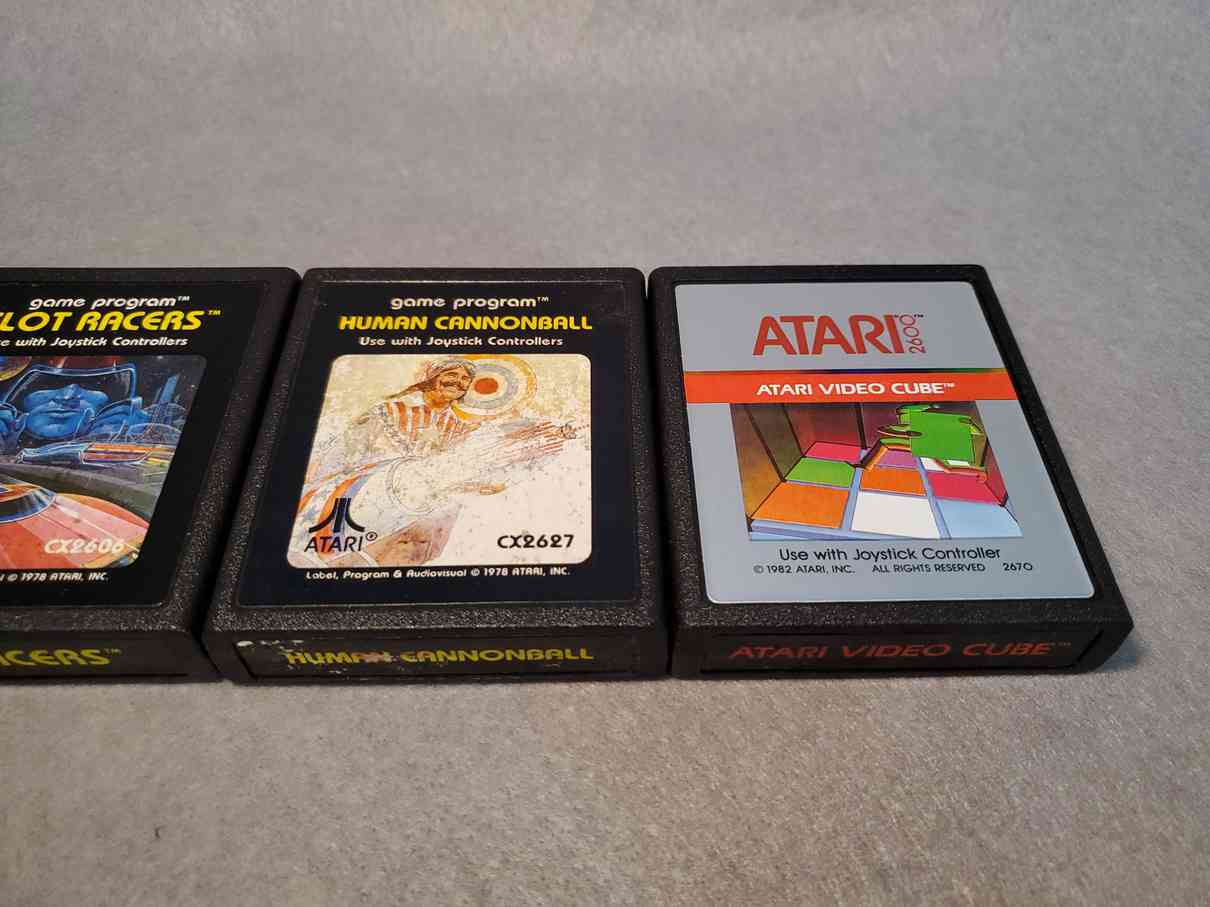 game program™
LOT RACERS™
e with Joystick Controllers
CX2606
© 1978 ATARI, INC.
ACERS™
game program™
HUMAN CANNONBALL
Use with Joystick Controllers
ATARI®
CX2627
Label, Program & Audiovisual © 1978 ATARI, INC.
HUMAN CANNONBALL
ATARI 2600™
ATARI VIDEO CUBE™
Use with Joystick Controller
© 1982 ATARI, INC. ALL RIGHTS RESERVED 2670
ATARI VIDEO CUBE™